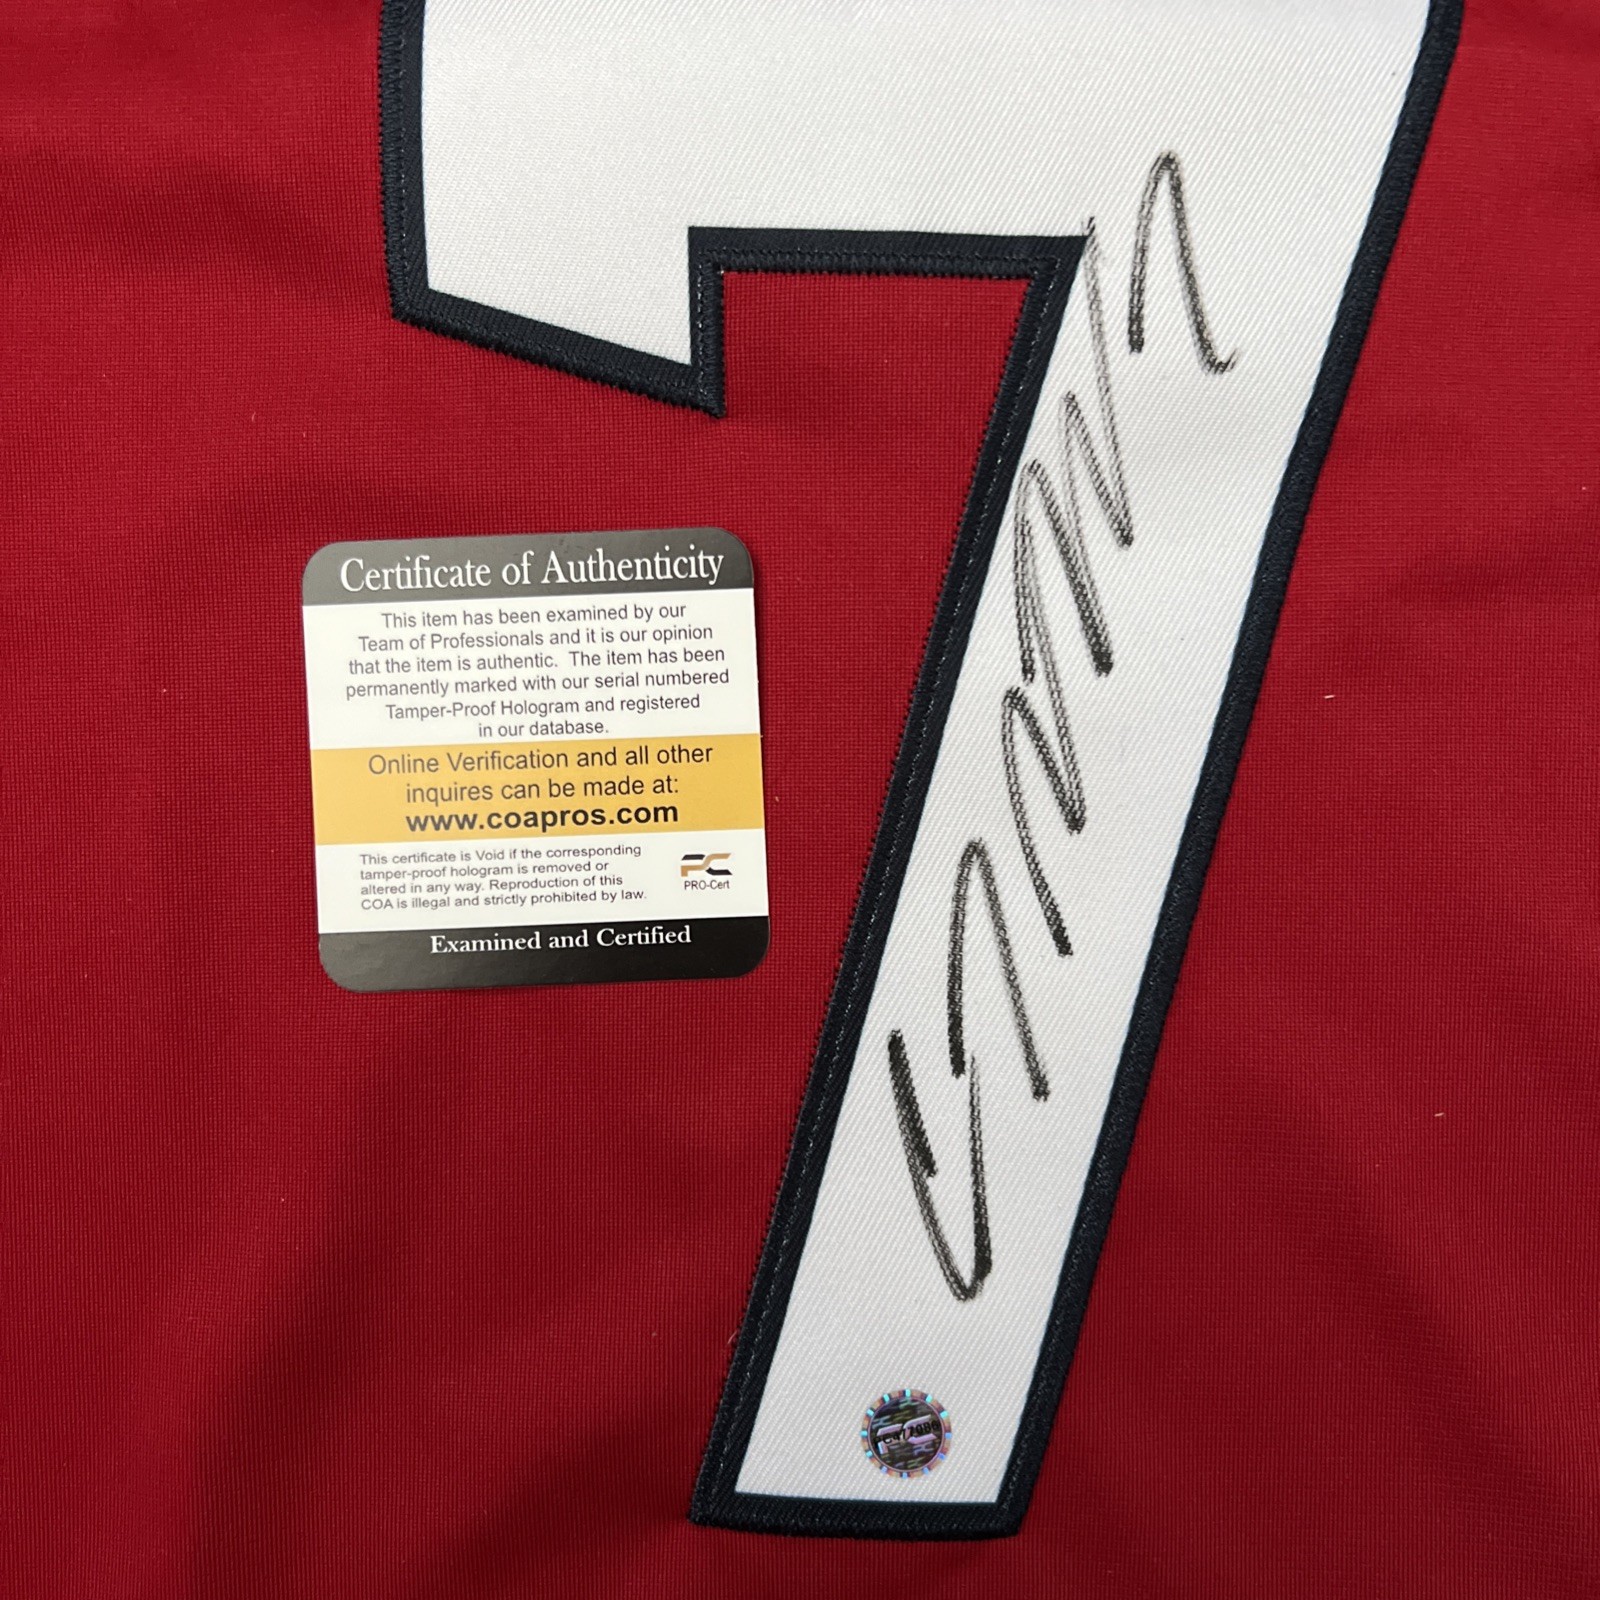 7
Certificate of Authenticity
This item has been examined by our
Team of Professionals and it is our opinion
that the item is authentic. The item has been
permanently marked with our serial numbered
Tamper-Proof Hologram and registered
in our database.
Online Verification and all other
inquires can be made at:
www.coapros.com
This certificate is Void if the corresponding
tamper-proof hologram is removed or
altered in any way. Reproduction of this
COA is illegal and strictly prohibited by law.
PC
PRO-Cert
Examined and Certified